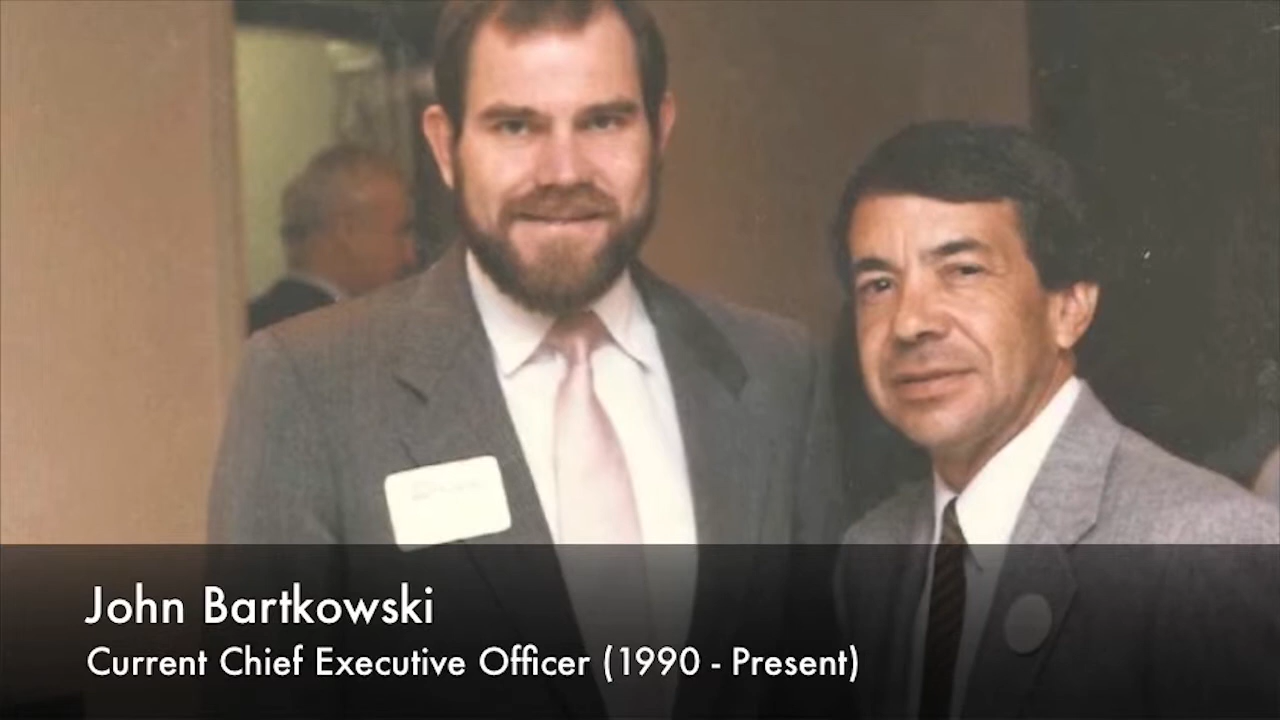 John Bartkowski
Current Chief Executive Officer (1990 - Present)